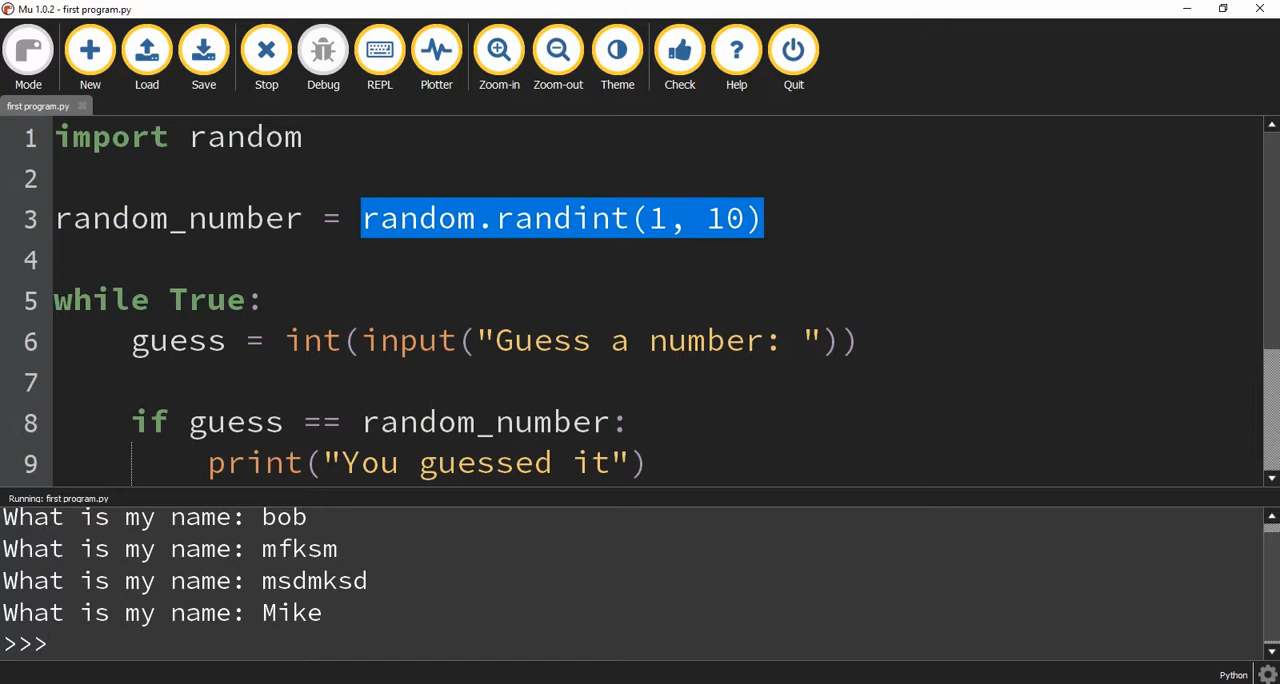 Mu 1.0.2 - first program.py
Mode New Load Save Stop Debug REPL Plotter Zoom-in Zoom-out Theme Check Help Quit
first program.py
1 import random
2
3 random_number = random.randint(1, 10)
4
5 while True:
6 guess = int(input("Guess a number: "))
7
8 if guess == random_number:
9 print("You guessed it")
Running: first program.py
What is my name: bob
What is my name: mfksm
What is my name: msdmksd
What is my name: Mike
>>>
Python